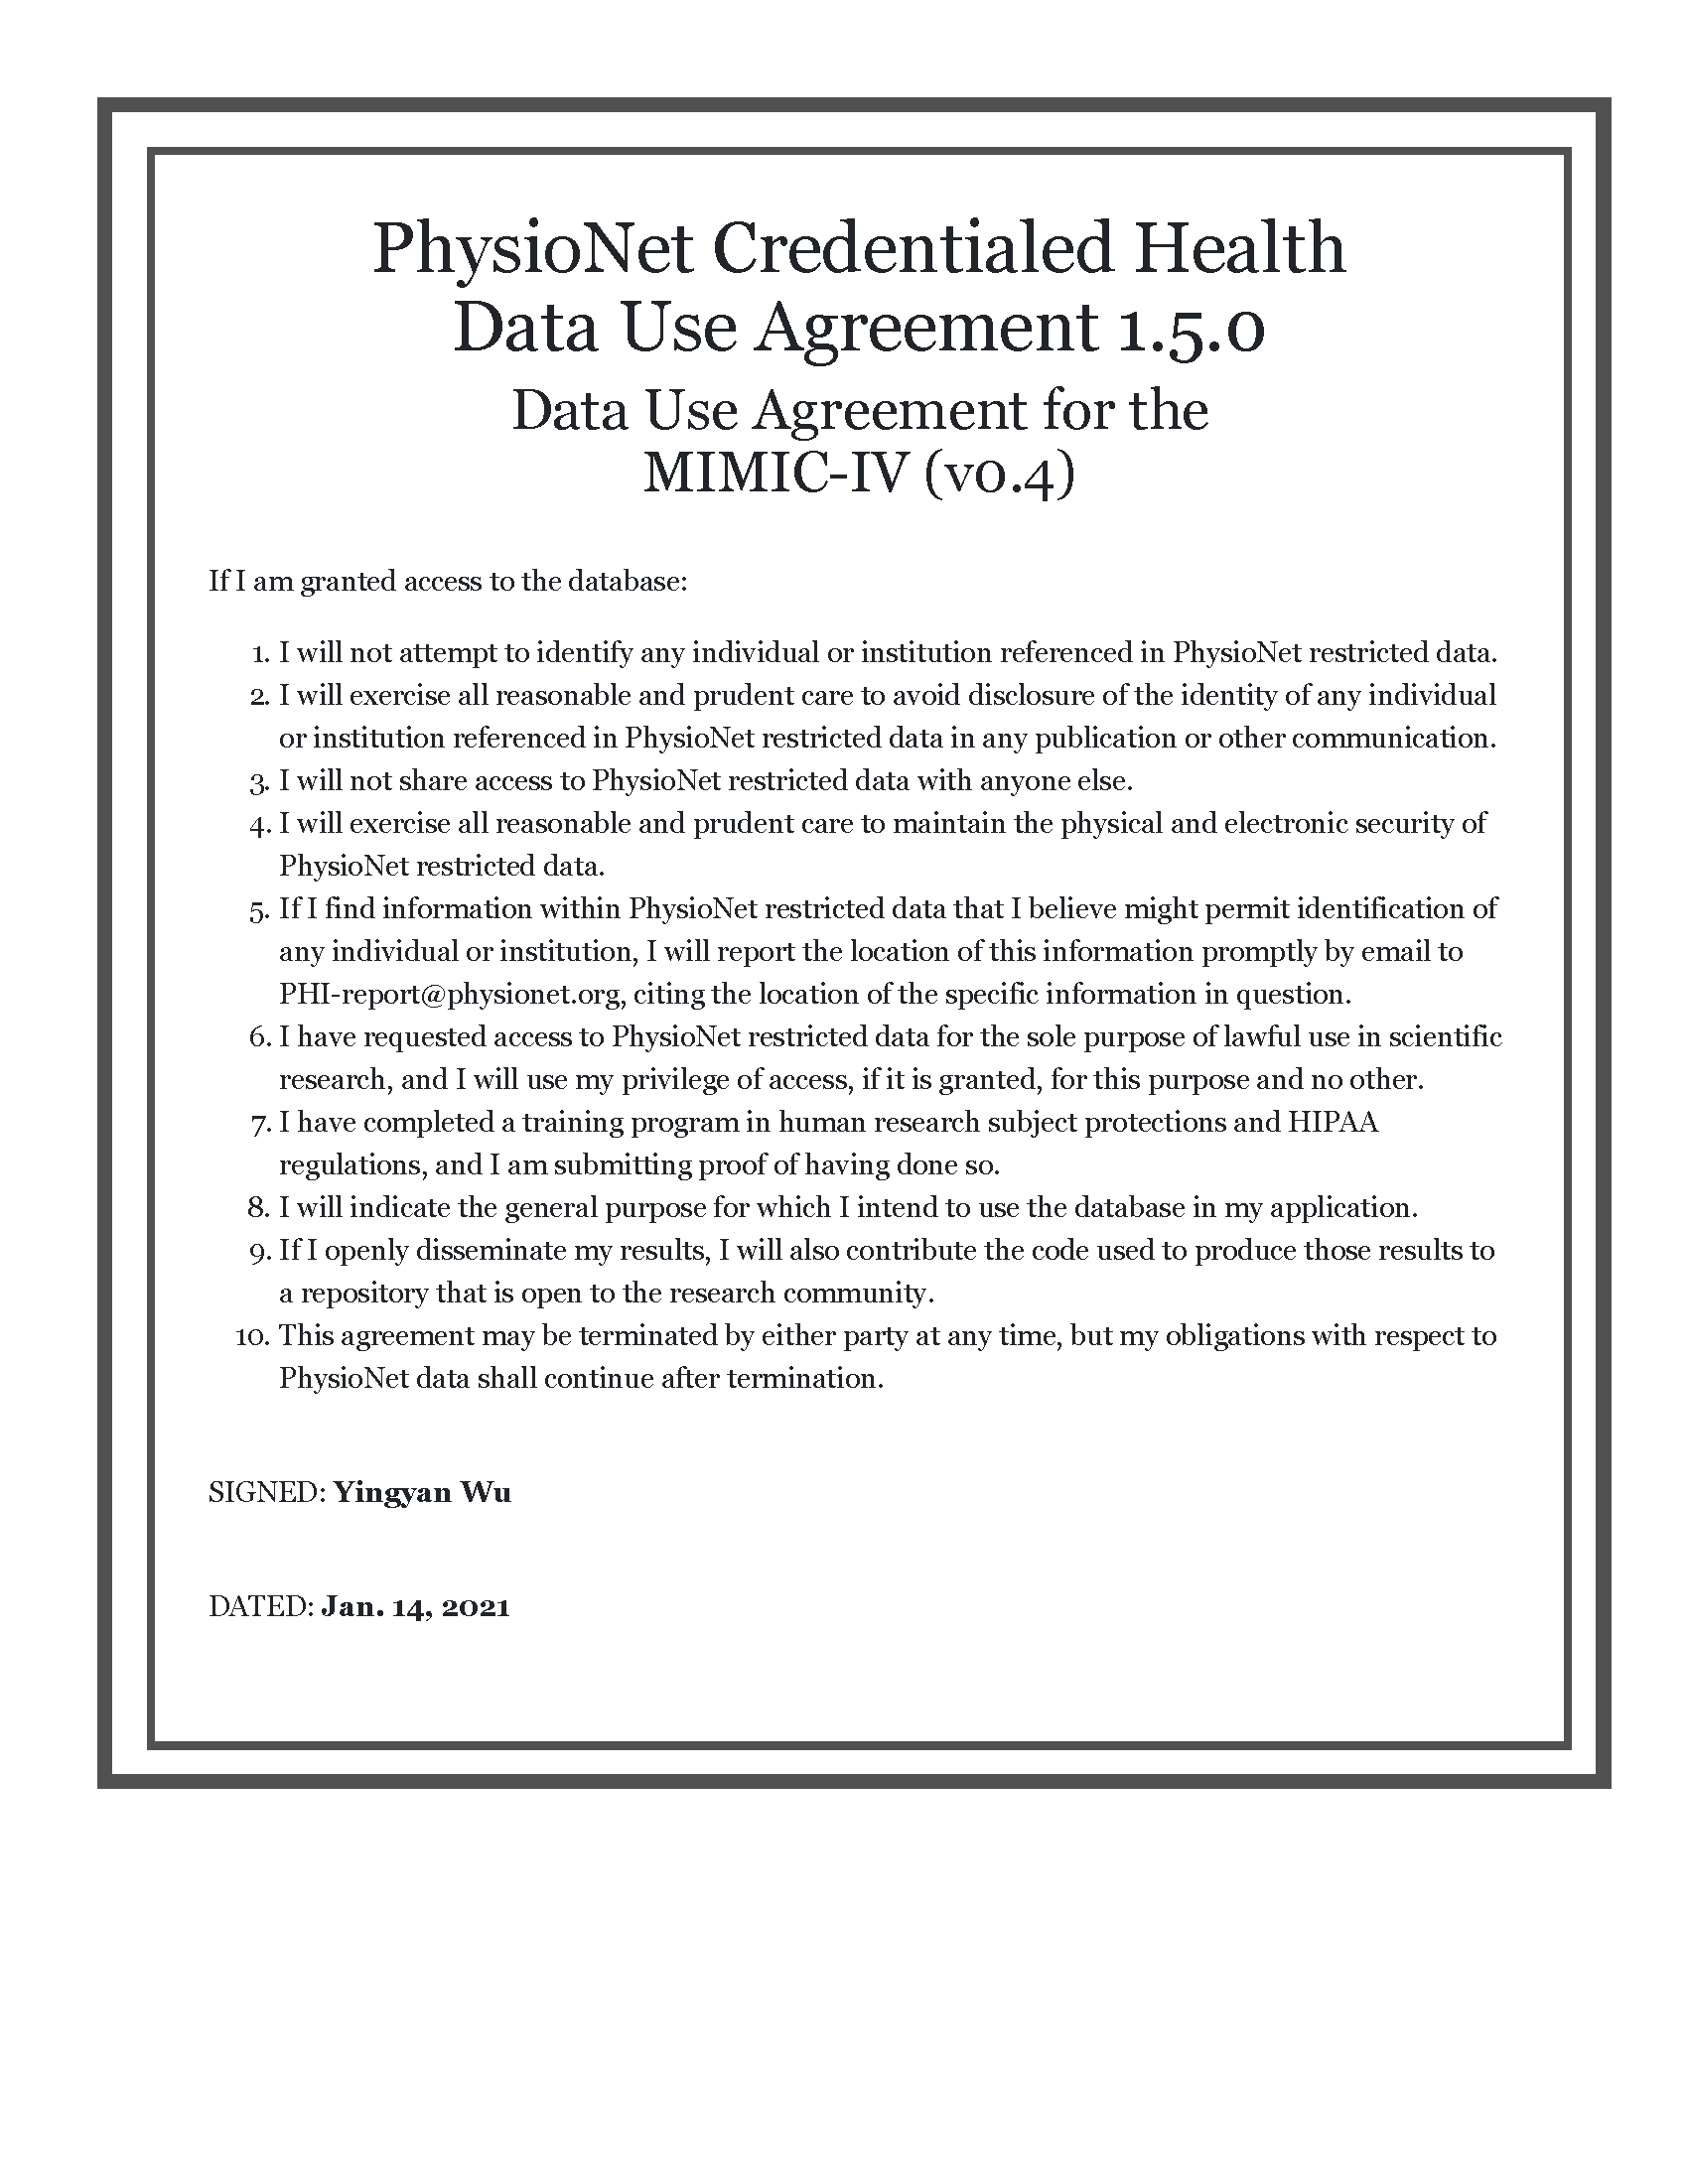 PhysioNet Credentialed Health
Data Use Agreement 1.5.0
Data Use Agreement for the
MIMIC-IV (v0.4)
If I am granted access to the database:
1. I will not attempt to identify any individual or institution referenced in PhysioNet restricted data.
2. I will exercise all reasonable and prudent care to avoid disclosure of the identity of any individual
or institution referenced in PhysioNet restricted data in any publication or other communication.
3. I will not share access to PhysioNet restricted data with anyone else.
4. I will exercise all reasonable and prudent care to maintain the physical and electronic security of
PhysioNet restricted data.
5. If I find information within PhysioNet restricted data that I believe might permit identification of
any individual or institution, I will report the location of this information promptly by email to
PHI-report@physionet.org, citing the location of the specific information in question.
6. I have requested access to PhysioNet restricted data for the sole purpose of lawful use in scientific
research, and I will use my privilege of access, if it is granted, for this purpose and no other.
7. I have completed a training program in human research subject protections and HIPAA
regulations, and I am submitting proof of having done so.
8. I will indicate the general purpose for which I intend to use the database in my application.
9. If I openly disseminate my results, I will also contribute the code used to produce those results to
a repository that is open to the research community.
10. This agreement may be terminated by either party at any time, but my obligations with respect to
PhysioNet data shall continue after termination.
SIGNED: Yingyan Wu
DATED: Jan. 14, 2021